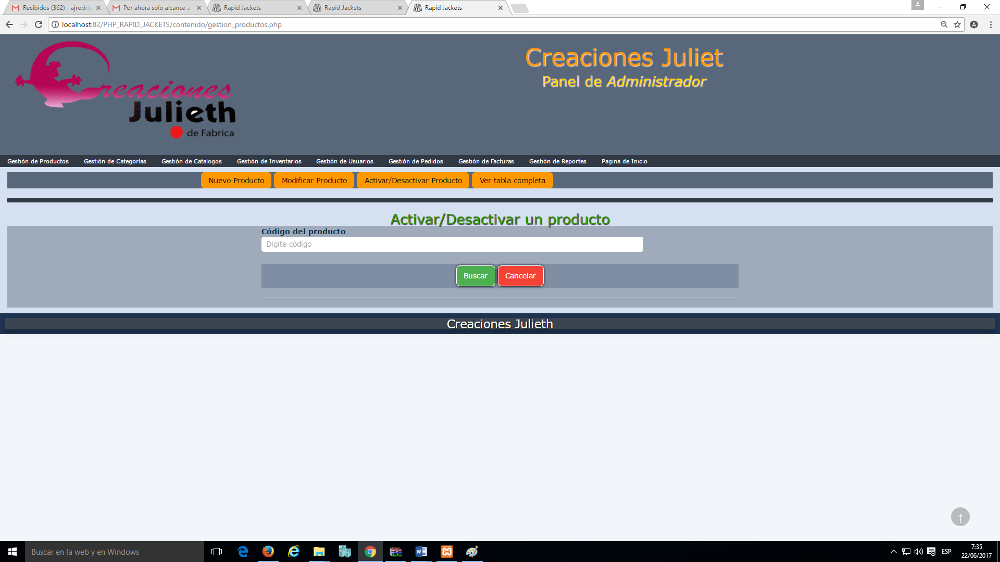 Recibidos (362) - ajrodrig
Por ahora solo alcance a
Rapid Jackets
Rapid Jackets
Rapid Jackets
localhost:82/PHP_RAPID_JACKETS/contenido/gestion_productos.php
Creaciones
Julieth
de Fabrica
Creaciones Juliet
Panel de Administrador
Gestión de Productos
Gestión de Categorías
Gestión de Catalogos
Gestión de Inventarios
Gestión de Usuarios
Gestión de Pedidos
Gestión de Facturas
Gestión de Reportes
Pagina de Inicio
Nuevo Producto
Modificar Producto
Activar/Desactivar Producto
Ver tabla completa
Activar/Desactivar un producto
Código del producto
Digite código
Buscar
Cancelar
Creaciones Julieth
Buscar en la web y en Windows
ESP
7:35
22/06/2017